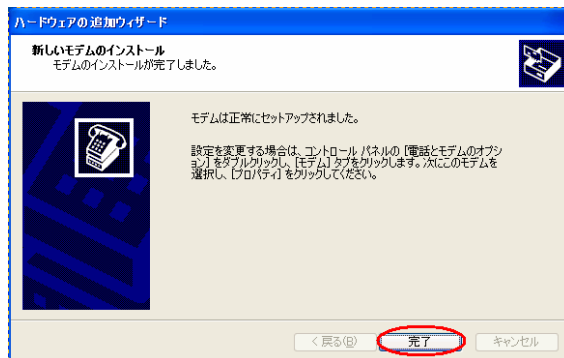 ハードウェアの追加ウィザード
新しいモデムのインストール
モデムのインストールが完了しました。
モデムは正常にセットアップされました。
設定を変更する場合は、コントロール パネルの [電話とモデムのオプシ
ョン] をダブルクリックし、[モデム] タブをクリックします。次にこのモデムを
選択し、[プロパティ] をクリックしてください。
< 戻る(B)
完了
キャンセル